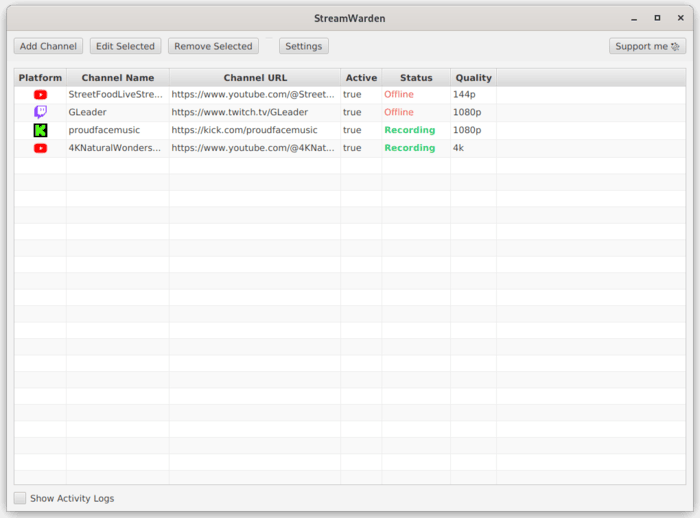 StreamWarden
Add Channel Edit Selected Remove Selected Settings Support me
Platform Channel Name Channel URL Active Status Quality
StreetFoodLiveStre... https://www.youtube.com/@Street... true Offline 144p
GLeader https://www.twitch.tv/GLeader true Offline 1080p
proudfacemusic https://kick.com/proudfacemusic true Recording 1080p
4KNaturalWonders... https://www.youtube.com/@4KNat... true Recording 4k
Show Activity Logs